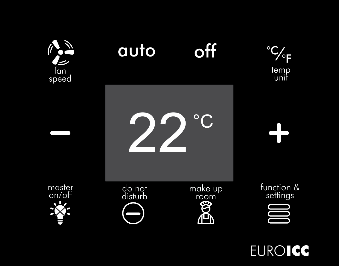 auto
off
°C/°F
fan
speed
temp
unit
22 °C
master
on/off
do not
disturb
make up
room
function &
settings
EUROICC